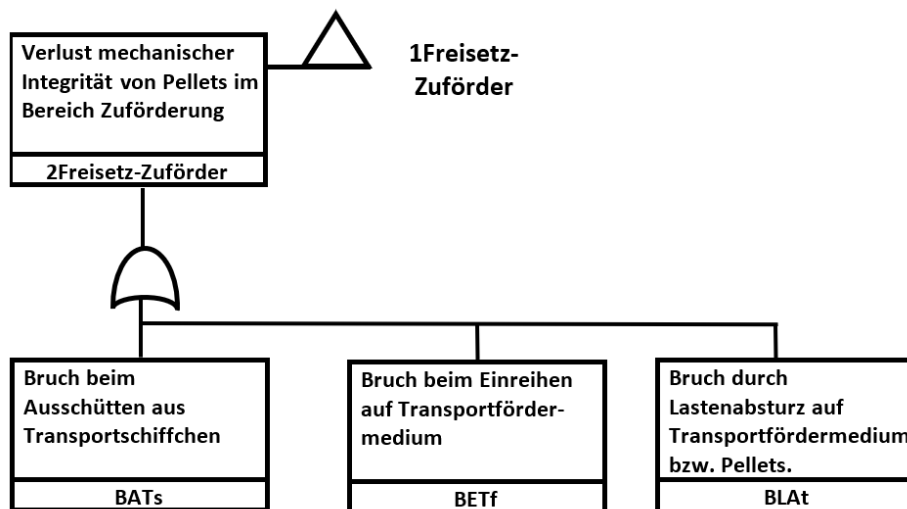 Verlust mechanischer
Integrität von Pellets im
Bereich Zuförderung
2Freisetz-Zuförder
1Freisetz-
Zuförder
Bruch beim
Ausschütten aus
Transportschiffchen
BATs
Bruch beim Einreihen
auf Transportförder-
medium
BETf
Bruch durch
Lastenabsturz auf
Transportfördermedium
bzw. Pellets.
BLAt